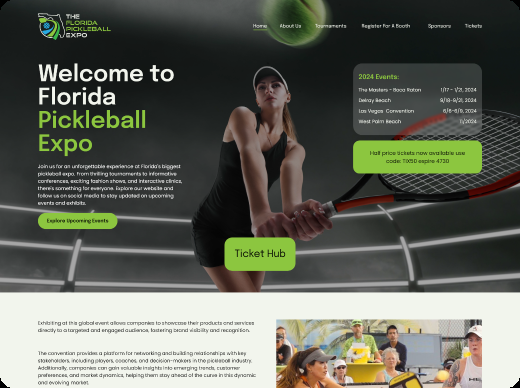 THE
FLORIDA
PICKLEBALL
EXPO
Home About Us Tournaments Register For A Booth Sponsors Tickets
Welcome to
Florida
Pickleball
Expo
Join us for an unforgettable experience at Florida's biggest
pickleball expo. From thrilling tournaments to informative
conferences, exciting fashion shows, and interactive clinics,
there's something for everyone. Explore our website and
follow us on social media to stay updated on upcoming
events and exhibits.
Explore Upcoming Events
2024 Events:
The Masters - Boca Raton 1/17 - 1/21, 2024
Delray Beach 9/18-9/21, 2024
Las Vegas Convention 6/6-6/9, 2024
West Palm Beach 2024
Half price tickets now available use
code: TIX50 expire 4730
Ticket Hub
Exhibiting at this global event allows companies to showcase their products and services
directly to a targeted and engaged audience, fostering brand visibility and recognition.
The convention provides a platform for networking and building relationships with key
stakeholders, including players, coaches, and decision-makers in the pickleball industry.
Additionally, companies can gain valuable insights into emerging trends, customer
preferences, and market dynamics, helping them stay ahead of the curve in this dynamic
and evolving market.